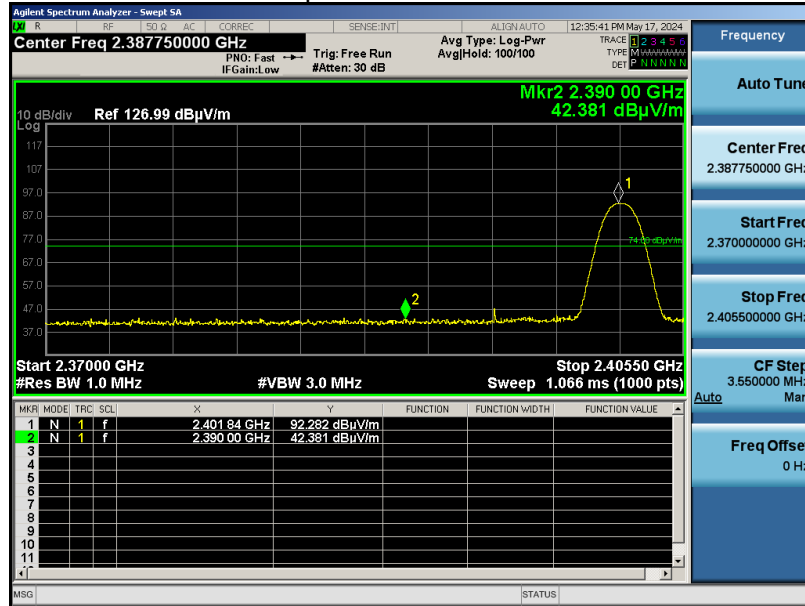 Agilent Spectrum Analyzer - Swept SA
LXI R RF 50 Ω AC CORREC SENSE:INT ALIGN AUTO 12:35:41 PM May 17, 2024
Center Freq 2.387750000 GHz
PNO: Fast
IFGain:Low
Trig: Free Run
#Atten: 30 dB
Avg Type: Log-Pwr
Avg|Hold: 100/100
TRACE 1 2 3 4 5 6
TYPE M WWWWW
DET P N N N N N
Mkr2 2.390 00 GHz
42.381 dBµV/m
10 dB/div Ref 126.99 dBµV/m
Log
117
107
97.0
87.0
77.0
67.0
57.0
47.0
37.0
1
2
74.00 dBµV/m
Start 2.37000 GHz Stop 2.40550 GHz
#Res BW 1.0 MHz #VBW 3.0 MHz Sweep 1.066 ms (1000 pts)
MKR MODE TRC SCL X Y FUNCTION FUNCTION WIDTH FUNCTION VALUE
1 N 1 f 2.401 84 GHz 92.282 dBµV/m
2 N 1 f 2.390 00 GHz 42.381 dBµV/m
3
4
5
6
7
8
9
10
11
MSG STATUS
Frequency
Auto Tune
Center Freq
2.387750000 GHz
Start Freq
2.370000000 GHz
Stop Freq
2.405500000 GHz
CF Step
3.550000 MHz
Auto Man
Freq Offset
0 Hz